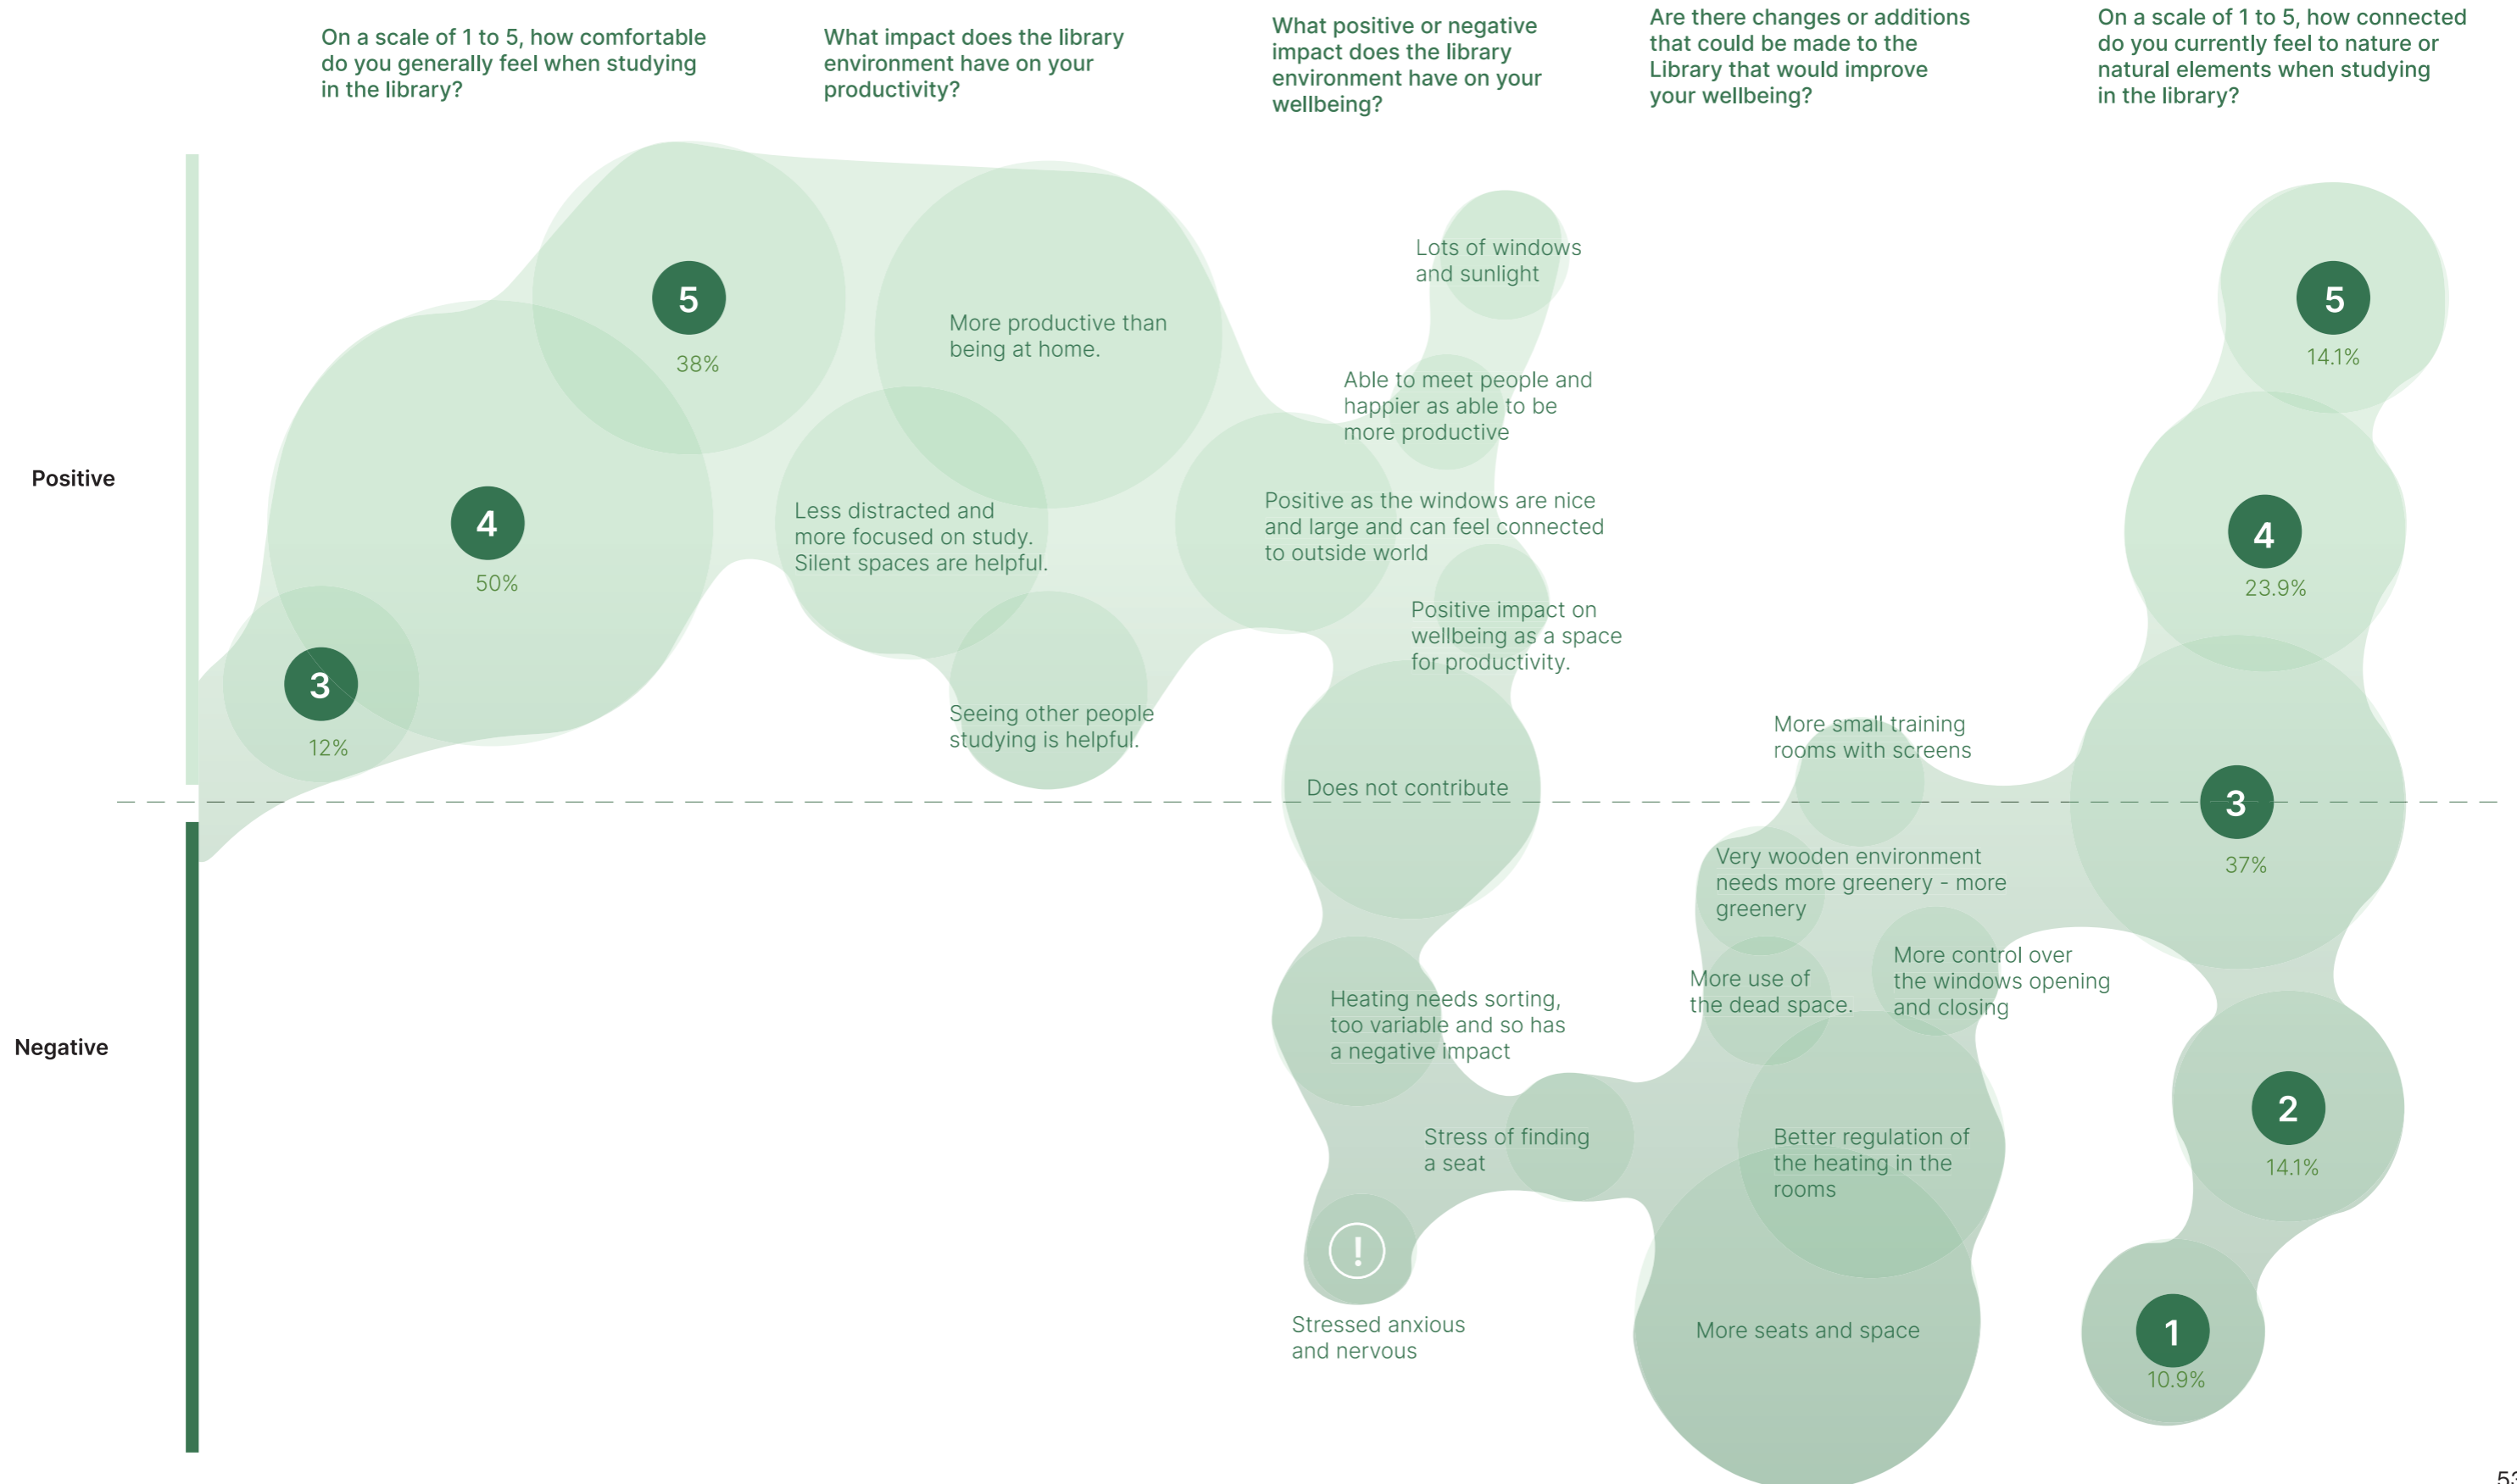 On a scale of 1 to 5, how comfortable
do you generally feel when studying
in the library?
What impact does the library
environment have on your
productivity?
What positive or negative
impact does the library
environment have on your
wellbeing?
Are there changes or additions
that could be made to the
Library that would improve
your wellbeing?
On a scale of 1 to 5, how connected
do you currently feel to nature or
natural elements when studying
in the library?
Positive
Negative
5
38%
4
50%
3
12%
More productive than
being at home.
Less distracted and
more focused on study.
Silent spaces are helpful.
Seeing other people
studying is helpful.
Lots of windows
and sunlight
Able to meet people and
happier as able to be
more productive
Positive as the windows are nice
and large and can feel connected
to outside world
Positive impact on
wellbeing as a space
for productivity.
Does not contribute
Heating needs sorting,
too variable and so has
a negative impact
Stress of finding
a seat
!
Stressed anxious
and nervous
More small training
rooms with screens
Very wooden environment
needs more greenery - more
greenery
More use of
the dead space.
More control over
the windows opening
and closing
Better regulation of
the heating in the
rooms
More seats and space
5
14.1%
4
23.9%
3
37%
2
14.1%
1
10.9%